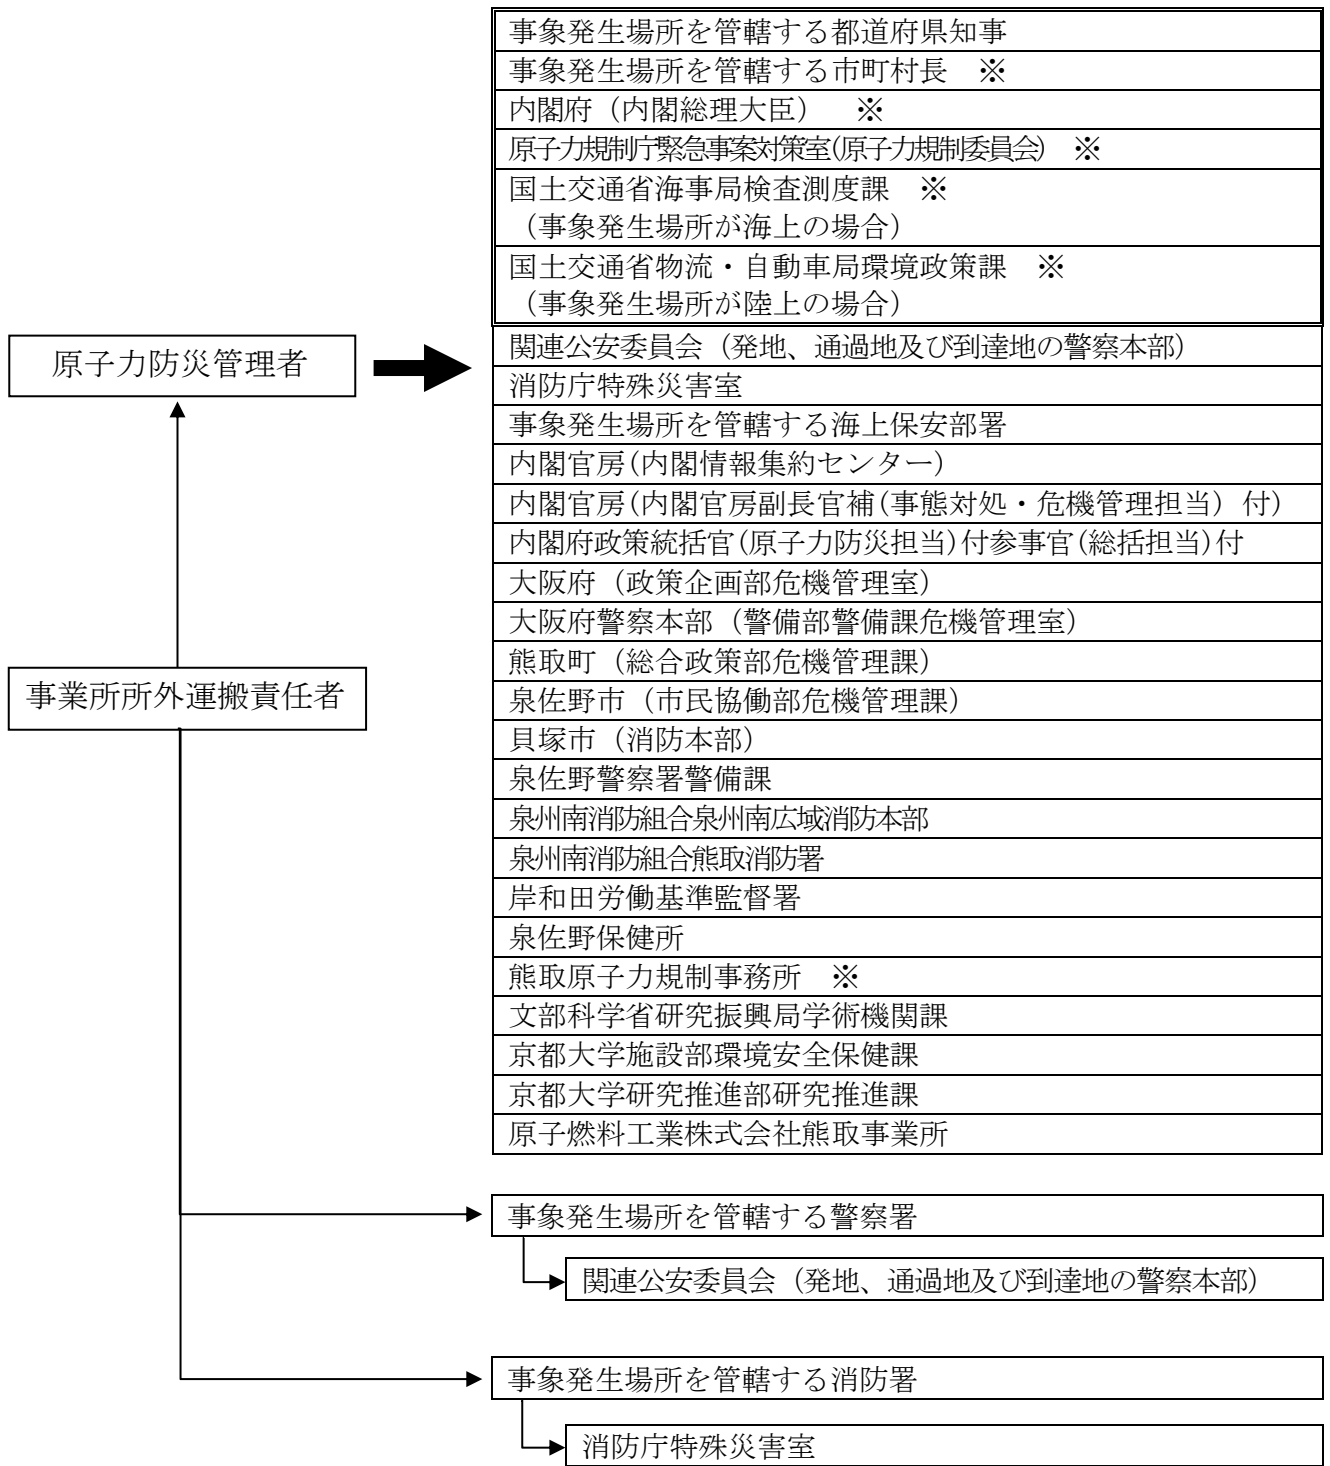 事象発生場所を管轄する都道府県知事
事象発生場所を管轄する市町村長　※
内閣府（内閣総理大臣）　※
原子力規制庁緊急事案対策室(原子力規制委員会)　※
国土交通省海事局検査測度課　※
（事象発生場所が海上の場合）
国土交通省物流・自動車局環境政策課　※
（事象発生場所が陸上の場合）
原子力防災管理者
関連公安委員会（発地、通過地及び到達地の警察本部）
消防庁特殊災害室
事象発生場所を管轄する海上保安部署
内閣官房(内閣情報集約センター)
内閣官房(内閣官房副長官補(事態対処・危機管理担当）付)
内閣府政策統括官(原子力防災担当)付参事官(総括担当)付
大阪府（政策企画部危機管理室）
大阪府警察本部（警備部警備課危機管理室）
熊取町（総合政策部危機管理課）
事業所所外運搬責任者
泉佐野市（市民協働部危機管理課）
貝塚市（消防本部）
泉佐野警察署警備課
泉州南消防組合泉州南広域消防本部
泉州南消防組合熊取消防署
岸和田労働基準監督署
泉佐野保健所
熊取原子力規制事務所　※
文部科学省研究振興局学術機関課
京都大学施設部環境安全保健課
京都大学研究推進部研究推進課
原子燃料工業株式会社熊取事業所
事象発生場所を管轄する警察署
関連公安委員会（発地、通過地及び到達地の警察本部）
事象発生場所を管轄する消防署
消防庁特殊災害室